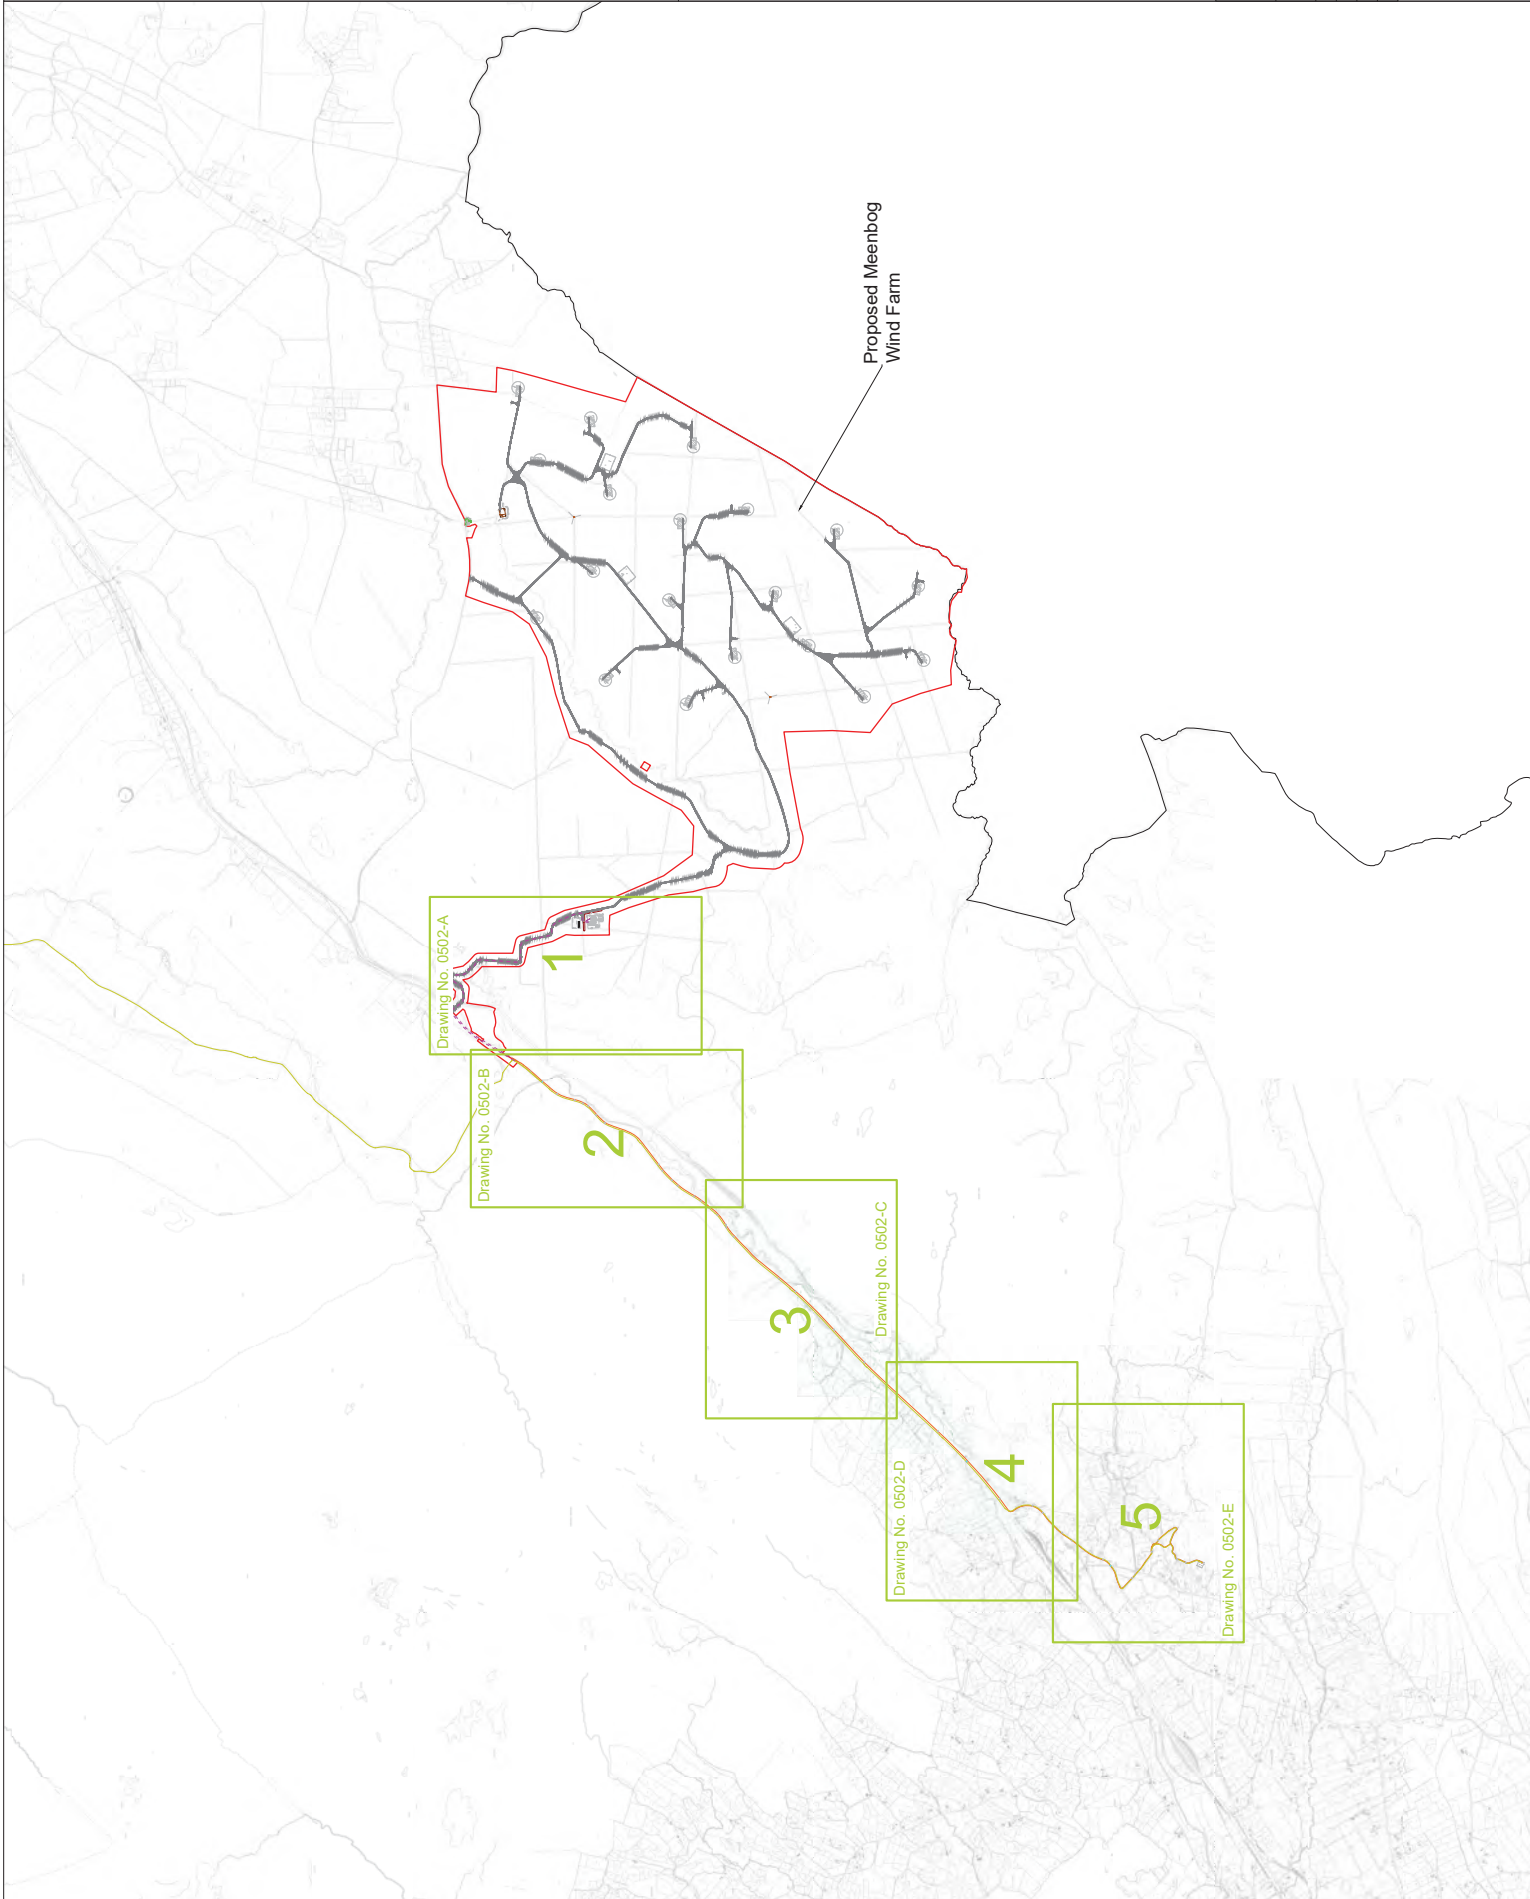 Proposed Meenbog
Wind Farm
Drawing No. 0502-A
1
Drawing No. 0502-B
2
Drawing No. 0502-C
3
Drawing No. 0502-D
4
Drawing No. 0502-E
5